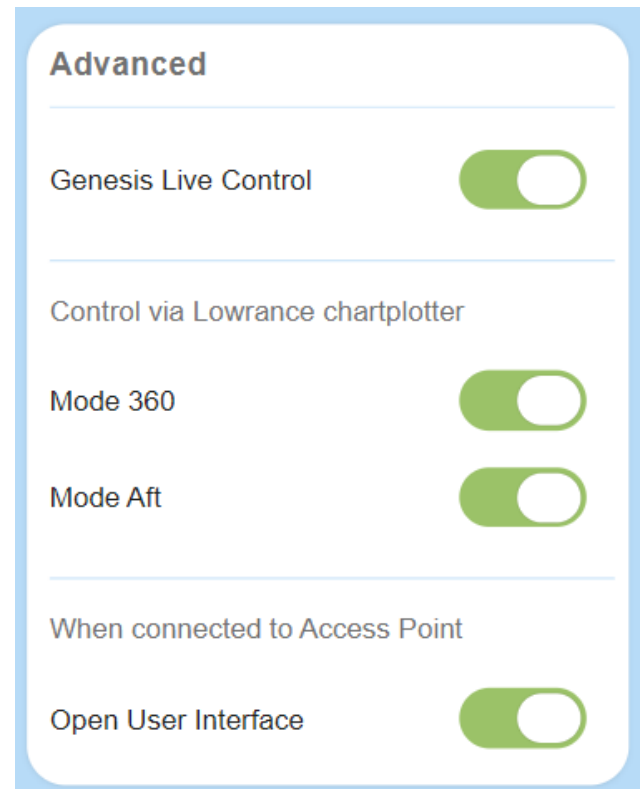 Advanced
Genesis Live Control
Control via Lowrance chartplotter
Mode 360
Mode Aft
When connected to Access Point
Open User Interface